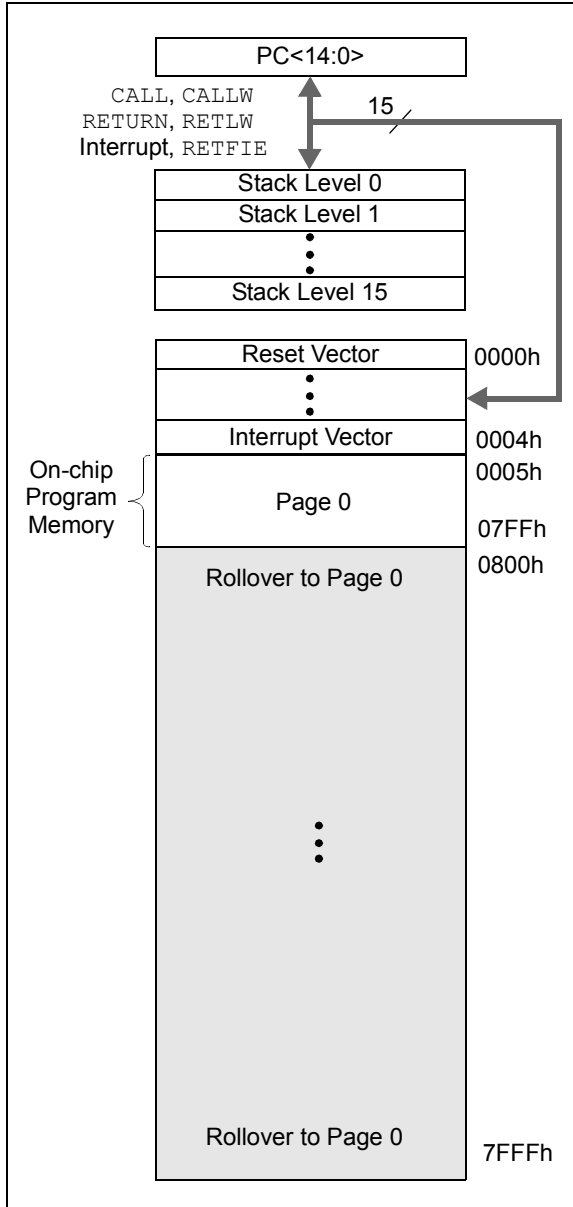 PC<14:0>
CALL, CALLW
RETURN, RETLW
Interrupt, RETFIE
15
Stack Level 0
Stack Level 1
Stack Level 15
Reset Vector
0000h
Interrupt Vector
0004h
On-chip
Program
Memory
Page 0
0005h
07FFh
Rollover to Page 0
0800h
Rollover to Page 0
7FFFh